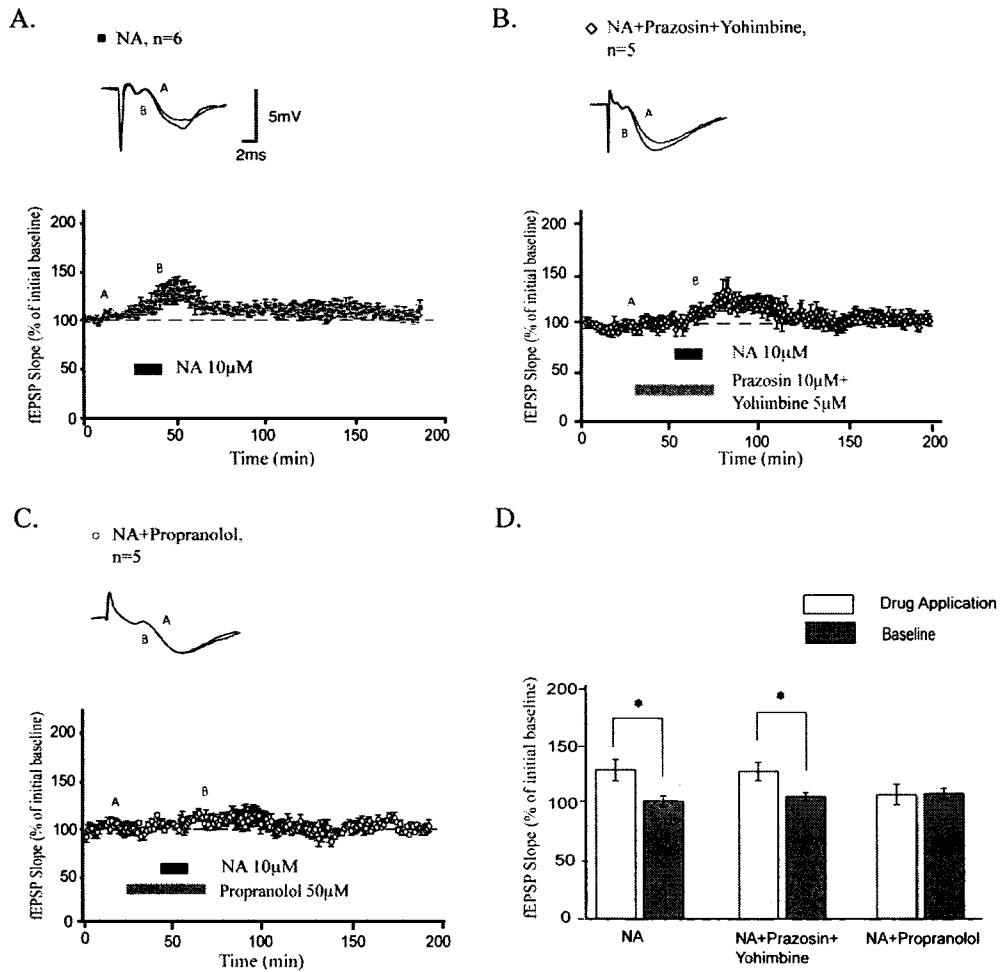 A.
NA, n=6
A
B
5mV
2ms
fEPSP Slope (% of initial baseline)
200
150
100
50
0
A
B
NA 10µM
0
50
100
150
200
Time (min)
B.
NA+Prazosin+Yohimbine,
n=5
A
B
fEPSP Slope (% of initial baseline)
200
150
100
50
0
A
B
NA 10µM
Prazosin 10µM+
Yohimbine 5µM
0
50
100
150
200
Time (min)
C.
NA+Propranolol,
n=5
A
B
fEPSP Slope (% of initial baseline)
200
150
100
50
0
A
B
NA 10µM
Propranolol 50µM
0
50
100
150
200
Time (min)
D.
Drug Application
Baseline
fEPSP Slope (% of initial baseline)
200
150
100
50
0
*
*
NA
NA+Prazosin+
Yohimbine
NA+Propranolol